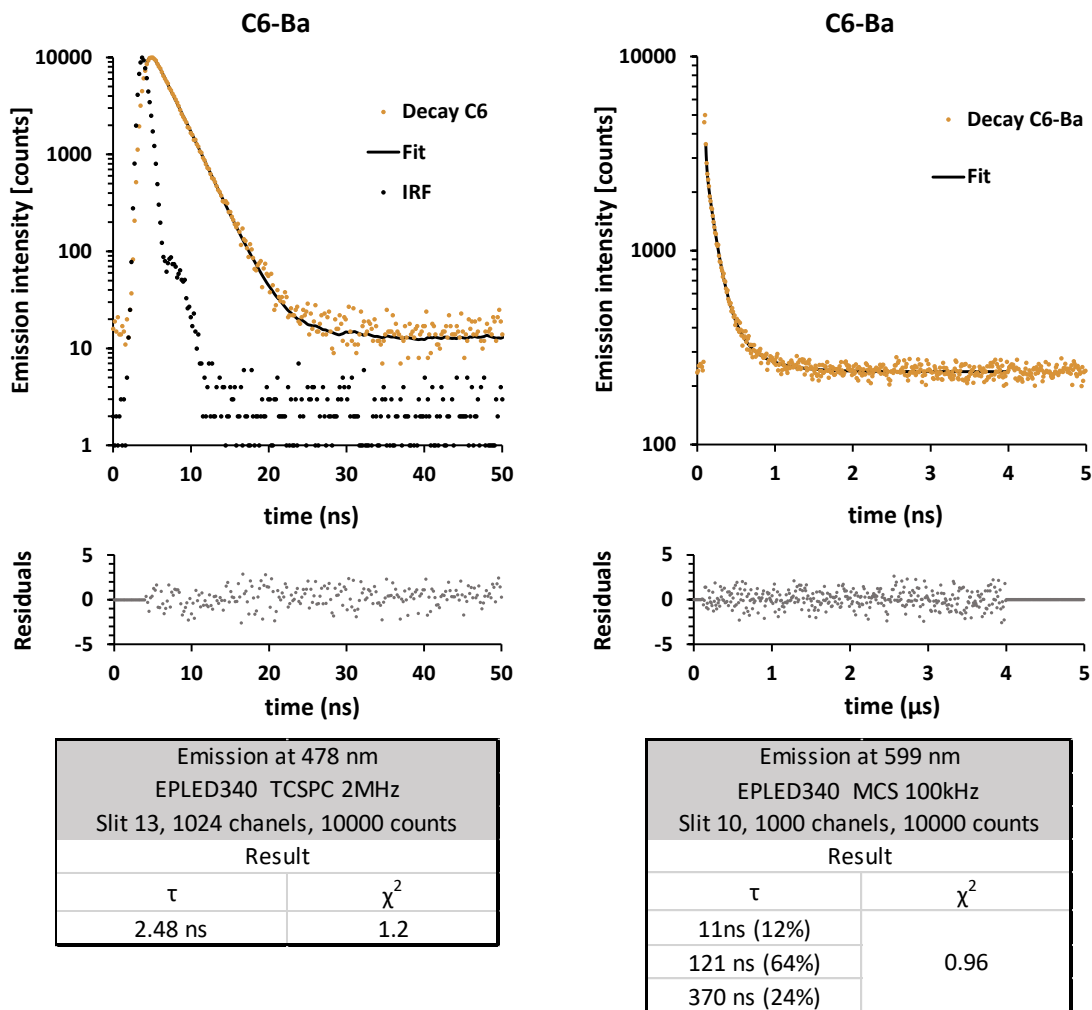 C6-Ba
10000
1000
100
10
1
Emission intensity [counts]
Decay C6
Fit
IRF
0
10
20
30
40
50
time (ns)
5
0
-5
Residuals
0
10
20
30
40
50
time (ns)
Emission at 478 nm
EPLED340 TCSPC 2MHz
Slit 13, 1024 chanels, 10000 counts
Result
τ
χ²
2.48 ns
1.2
C6-Ba
10000
1000
100
Emission intensity [counts]
Decay C6-Ba
Fit
0
1
2
3
4
5
time (ns)
5
0
-5
Residuals
0
1
2
3
4
5
time (μs)
Emission at 599 nm
EPLED340 MCS 100kHz
Slit 10, 1000 chanels, 10000 counts
Result
τ
χ²
11ns (12%)
121 ns (64%)
0.96
370 ns (24%)